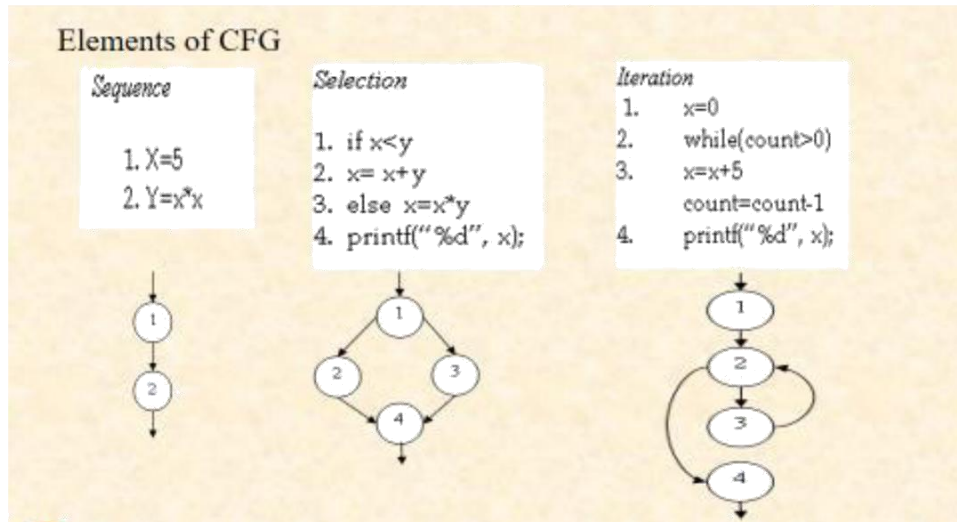 Elements of CFG
Sequence
1. X=5
2. Y=x*x
Selection
1. if x<y
2. x= x+y
3. else x=x*y
4. printf("%d", x);
Iteration
1. x=0
2. while(count>0)
3. x=x+5
count=count-1
4. printf("%d", x);
1
2
1
2
3
4
1
2
3
4